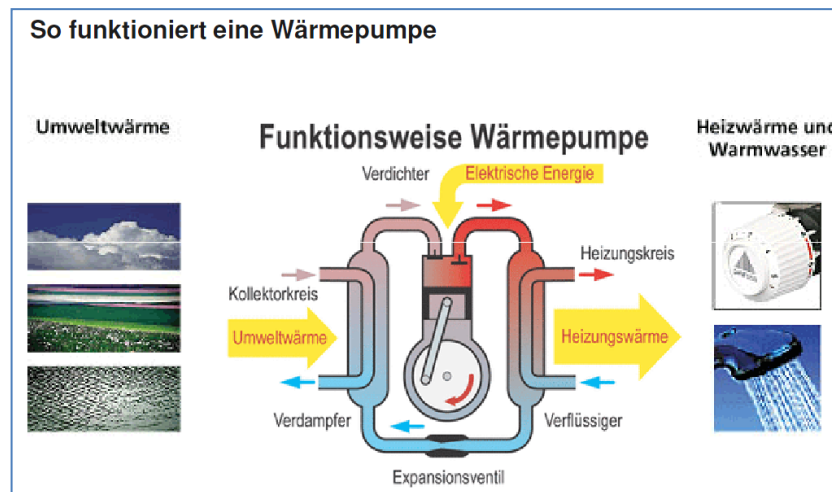 So funktioniert eine Wärmepumpe
Umweltwärme
Funktionsweise Wärmepumpe
Heizwärme und
Warmwasser
Verdichter
Elektrische Energie
Heizungskreis
Kollektorkreis
Umweltwärme
Heizungswärme
Verdampfer
Verflüssiger
Expansionsventil